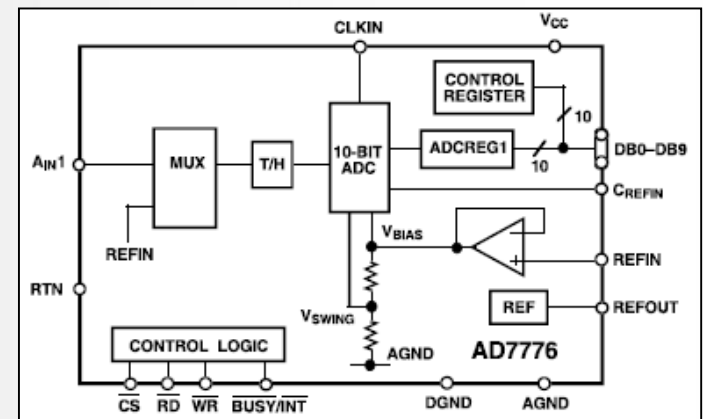 CLKIN
VCC
CONTROL
REGISTER
10
AIN1
MUX
T/H
10-BIT
ADC
ADCREG1
10
DB0–DB9
CREFIN
REFIN
VBIAS
REFIN
RTN
VSWING
REF
REFOUT
CONTROL LOGIC
AGND
AD7776
CS RD WR BUSY/INT
DGND
AGND